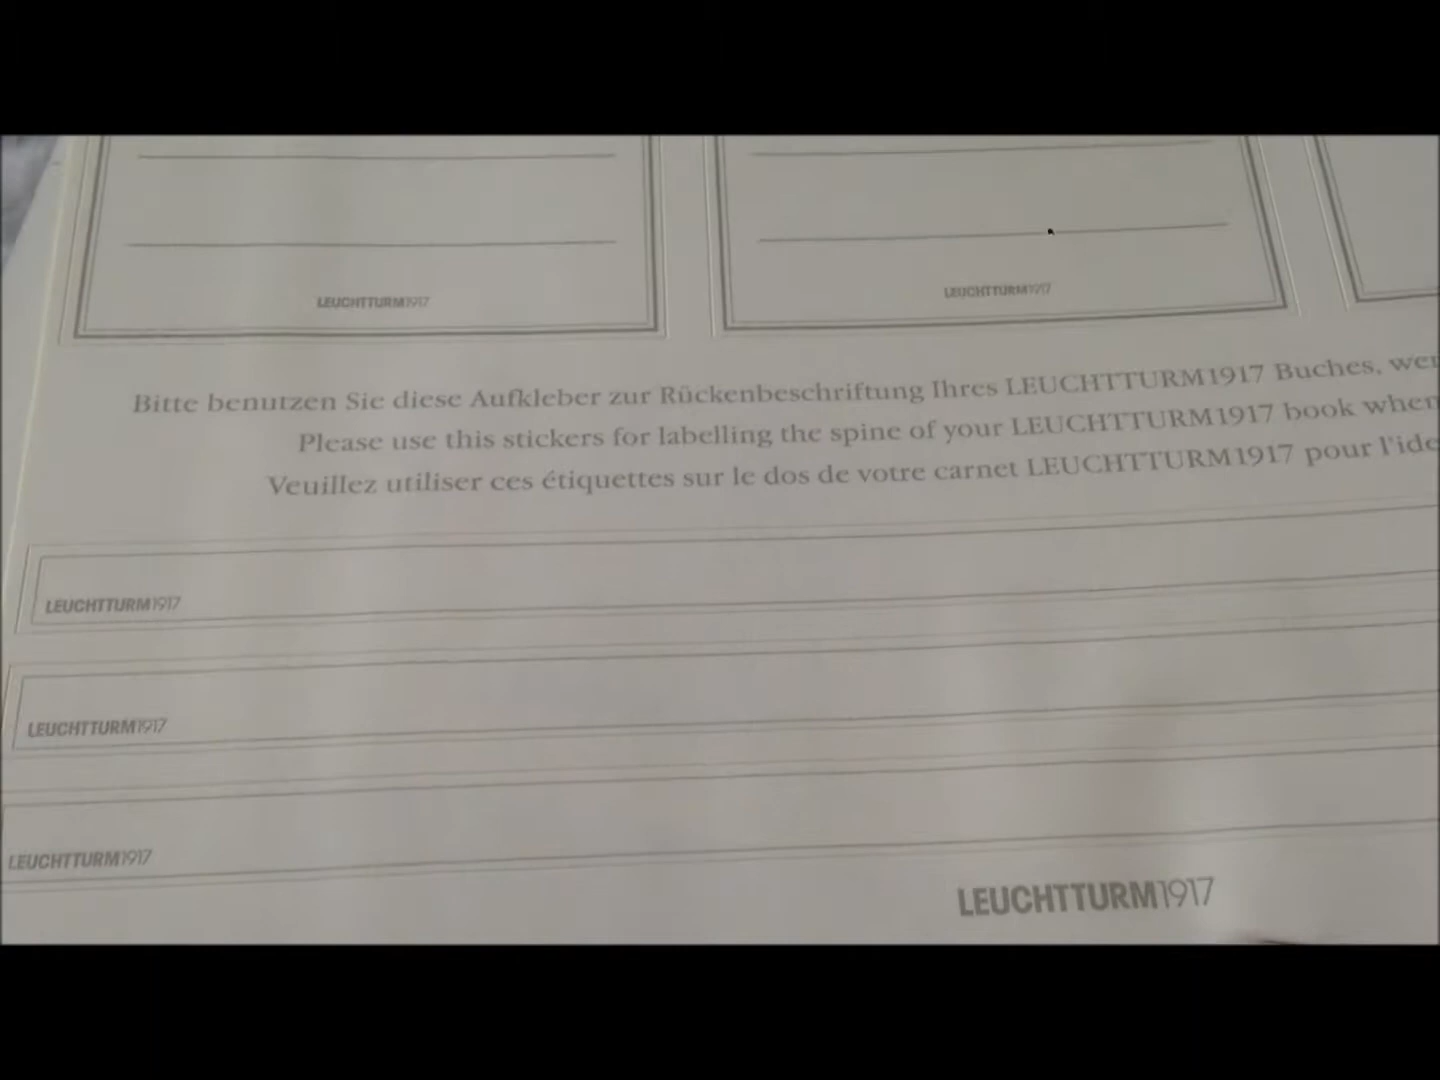 LEUCHTTURM1917
LEUCHTTURM1917
Bitte benutzen Sie diese Aufkleber zur Rückenbeschriftung Ihres LEUCHTTURM1917 Buches,
Please use this stickers for labelling the spine of your LEUCHTTURM1917 book when
Veuillez utiliser ces étiquettes sur le dos de votre carnet LEUCHTTURM1917 pour
LEUCHTTURM1917
LEUCHTTURM1917
LEUCHTTURM1917
LEUCHTTURM1917